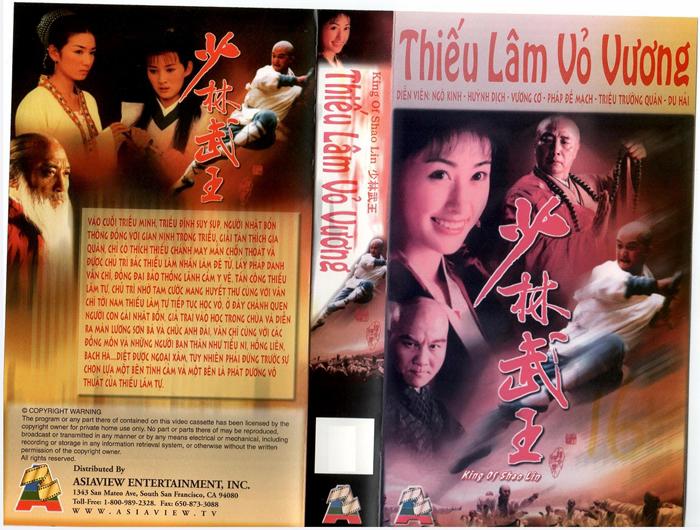 少林武王
VÀO CUỐI TRIỀU MINH, TRIỀU ĐÌNH SUY SỤP, NGƯỜI NHẬT BỔN
THÔNG ĐỒNG VỚI GIAN NỊNH TRONG TRIỀU, GIẢI TÁN THÍCH GIA
QUÂN, CHỈ CÓ THÍCH THIẾU CHÁNH MAY MẮN CHỐN THOÁT VÀ
ĐƯỢC CHỦ TRÌ BẮC THIẾU LÂM NHẬN LÀM ĐỆ TỬ, LẤY PHÁP DANH
VÂN CHI, ĐỒNG ĐẠI BẢO THỐNG LÃNH CẨM Y VỆ, TẤN CÔNG THIẾU
LÂM TỰ, CHỦ TRÌ NHỜ TAM CƯỚC MANG HUYẾT THƯ CÙNG VỚI VÂN
CHI TỚI NAM THIẾU LÂM TỰ TIẾP TỤC HỌC VÕ, Ở ĐÂY CHÁNH QUEN
NGƯỜI CON GÁI NHẬT BỔN, GIẢ TRAI VÀO HỌC TRONG CHÙA VÀ DIỄN
RA MÀN LƯƠNG SƠN BÁ VÀ CHÚC ANH ĐÀI, VÂN CHI CÙNG VỚI CÁC
ĐỒNG MÔN VÀ NHỮNG NGƯỜI BẠN THÂN NHƯ TIỂU NI, HỒNG LIÊN,
BẠCH HÀ...DIỆT ĐƯỢC NGOẠI XÂM, TUY NHIÊN PHẢI ĐỨNG TRƯỚC SỰ
CHỌN LỰA MỘT BÊN TÌNH CẢM VÀ MỘT BÊN LÀ PHÁT DƯƠNG VÕ
THUẬT CỦA THIẾU LÂM TỰ.
© COPYRIGHT WARNING
The program or any part there of contained on this video cassette has been licensed by the
copyright owner for private home use only. No part or parts there of may be reproduced,
broadcast or transmitted in any manner or by any means electrical or mechanical, including
recording or storage in any information retrieval system, or otherwise without the written
permission of the copyright owner.
All rights reserved.
Distributed By
ASIAVIEW ENTERTAINMENT, INC.
1343 San Mateo Ave, South San Francisco, CA 94080
Toll-Free: 1-800-989-2328. Fax: 650-873-3088
WWW.ASIAVIEW.TV
King Of Shao Lin 少林武王
Thiếu Lâm Vỏ Vương
Thiếu Lâm Vỏ Vương
DIỄN VIÊN: NGÔ KINH - HUỲNH DỊCH - VƯƠNG CƠ - PHÁP ĐỀ MẠCH - TRIỆU TRƯỜNG QUÂN - DU HẢI
少林武王
King Of Shao Lin